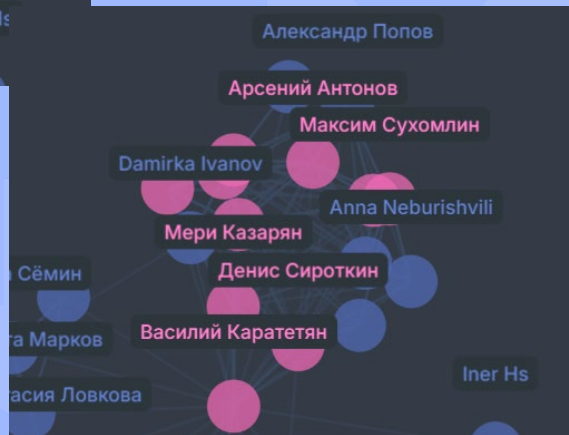 Александр Попов
Арсений Антонов
Максим Сухомлин
Damirka Ivanov
Anna Neburishvili
Мери Казарян
Сёмин
Денис Сироткин
Василий Каратетян
Марков
Iner Hs
Ловкова